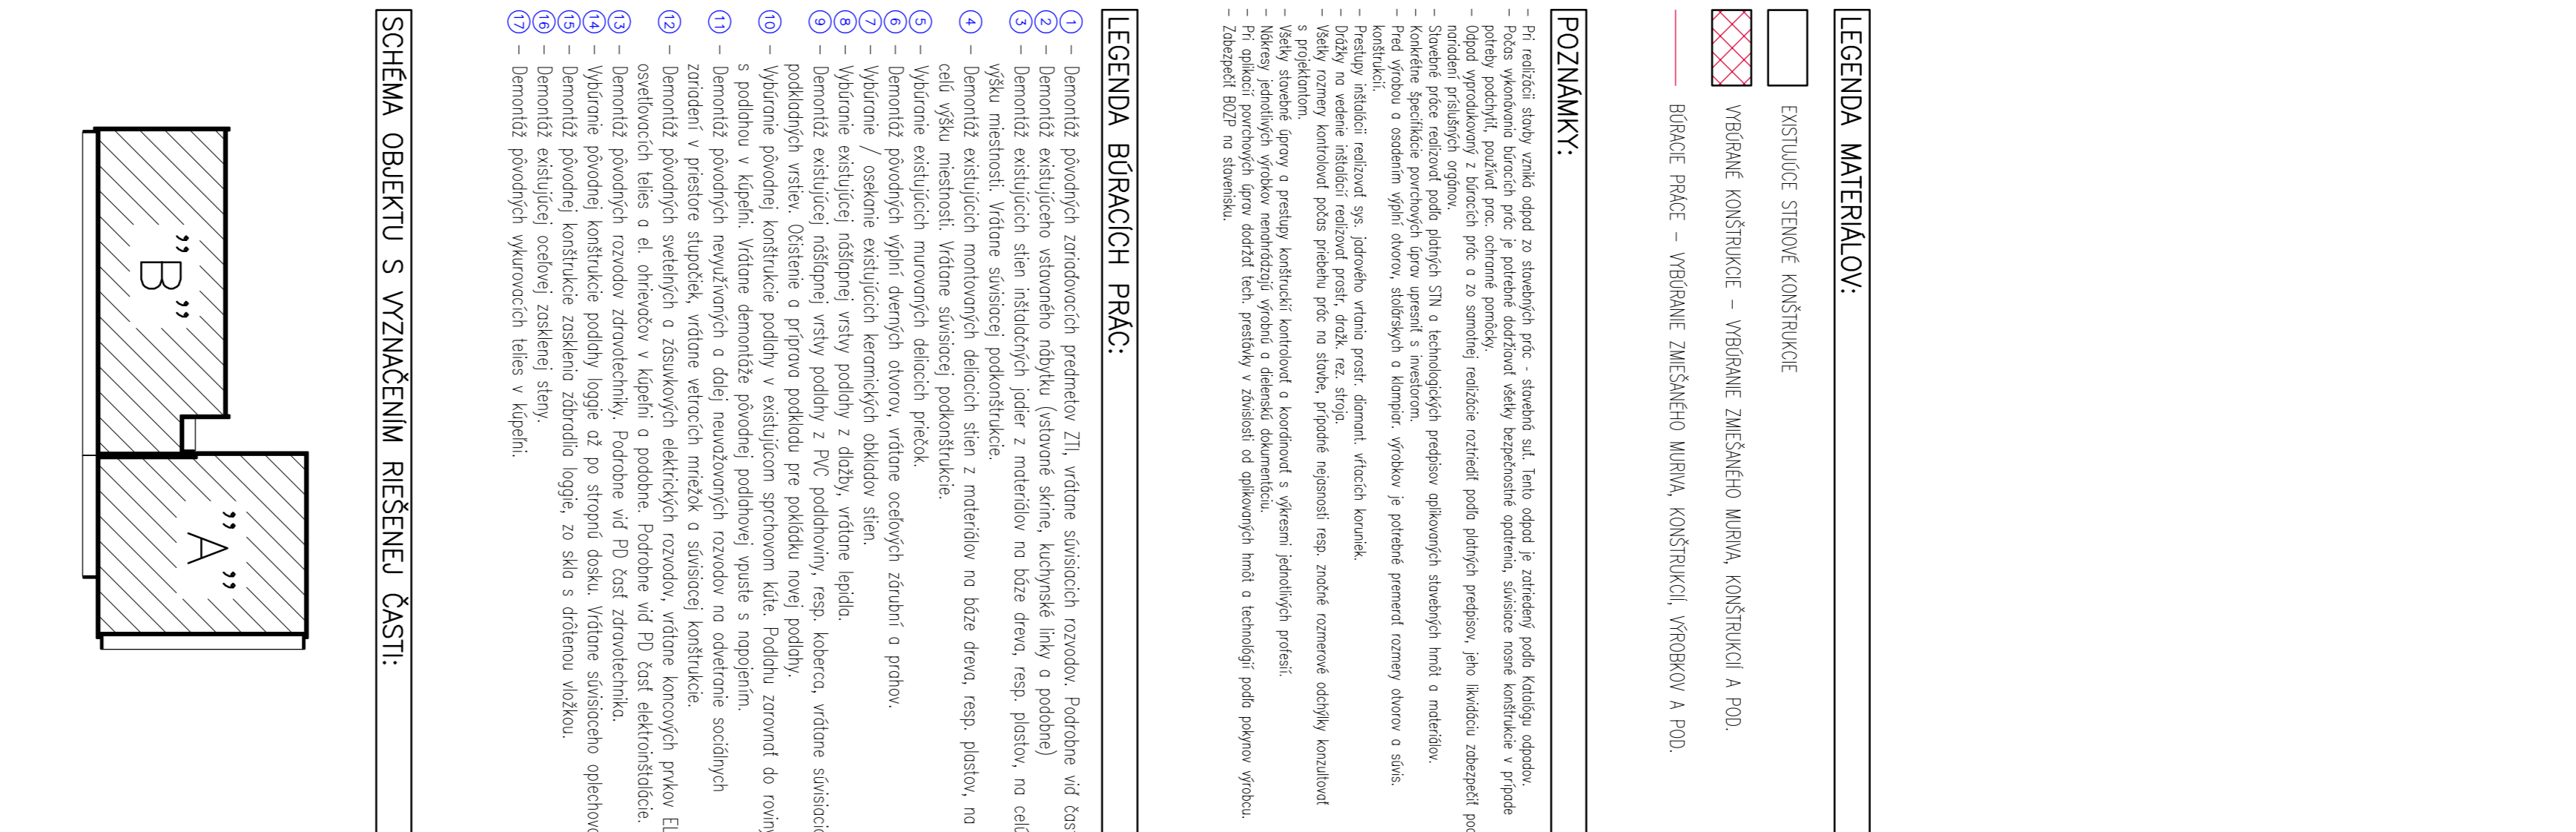 LEGENDA MATERIÁLOV:
EXISTUJÚCE STENOVÉ KONŠTRUKCIE
VYBÚRANÉ KONŠTRUKCIE – VYBÚRANIE ZMIEŠANÉHO MURIVA, KONŠTRUKCIÍ A POD.
BÚRACIE PRÁCE – VYBÚRANIE ZMIEŠANÉHO MURIVA, KONŠTRUKCIÍ, VÝROBKOV A POD.
POZNÁMKY:
– Pri realizácii stavby vzniká odpad zo stavebných prác - stavebná suť. Tento odpad je zatriedený podľa Katalógu odpadov.
– Počas vykonávania búracích prác je potrebné dodržiavať všetky bezpečnostné opatrenia, súvisiace nosné konštrukcie v prípade
potreby podchytiť, používať prac. ochranné pomôcky.
– Odpad vyprodukovaný z búracích prác a zo samotnej realizácie roztriediť podľa platných predpisov, jeho likvidáciu zabezpečiť
nariadení príslušných orgánov.
– Stavebné práce realizovať podľa platných STN a technologických predpisov aplikovaných stavebných hmôt a materiálov.
– Konkrétne špecifikácie povrchových úprav upresniť s investorom.
– Pred výrobou a osadením výplní otvorov, stolárskych a klampiar. výrobkov je potrebné premerať rozmery otvorov a súvis.
konštrukcií.
– Prestupy inštalácii realizovať sys. jadrového vŕtania prostr. diamant. vŕtacích koruniek.
– Drážky na vedenie inštalácií realizovať prostr. dražk. rez. stroja.
– Všetky rozmery kontrolovať počas priebehu prác na stavbe, prípadné nejasnosti resp. značné rozmerové odchýlky konzultovať
s projektantom.
– Všetky stavebné úpravy a prestupy konštrukcií kontrolovať a koordinovať s výkresmi jednotlivých profesií.
– Nákresy jednotlivých výrobkov nenahrádzajú výrobnú a dielenskú dokumentáciu.
– Pri aplikacií povrchových úprav dodržať tech. prestávky v závislosti od aplikovaných hmôt a technológií podľa pokynov výrobcu.
– Zabezpečiť BOZP na stavenisku.
LEGENDA BÚRACÍCH PRÁC:
1 – Demontáž pôvodných zariaďovacích predmetov ZTI, vrátane súvisiacich rozvodov. Podrobne viď
2 – Demontáž existujúceho vstavaného nábytku (vstavané skrine, kuchynské linky a podobne)
3 – Demontáž existujúcich stien inštalačných jadier z materiálov na báze dreva, resp. plastov, na celú
výšku miestnosti. Vrátane súvisiacej podkonštrukcie.
4 – Demontáž existujúcich montovaných deliacich stien z materiálov na báze dreva, resp. plastov, na
celú výšku miestnosti. Vrátane súvisiacej podkonštrukcie.
5 – Vybúranie existujúcich murovaných deliacich priečok.
6 – Demontáž pôvodných výplní dverných otvorov, vrátane oceľových zárubní a prahov.
7 – Vybúranie / osekanie existujúcich keramických obkladov stien.
8 – Vybúranie existujúcej nášľapnej vrstvy podlahy z dlažby, vrátane lepidla.
9 – Demontáž existujúcej nášľapnej vrstvy podlahy z PVC podlahoviny, resp. koberca, vrátane
podkladných vrstiev. Očistenie a príprava podkladu pre pokládku novej podlahy.
10 – Vybúranie pôvodnej konštrukcie podlahy v existujúcom sprchovom kúte. Podlahu zarovnať do roviny
s podlahou v kúpeľni. Vrátane demontáže pôvodnej podlahovej vpuste s napojením.
11 – Demontáž pôvodných nevyužívaných a ďalej neuvažovaných rozvodov na odvetranie sociálnych
zariadení v priestore stupačiek, vrátane vetracích mriežok a súvisiacej konštrukcie.
12 – Demontáž pôvodných svetelných a zásuvkových elektrických rozvodov, vrátane koncových prvkov
osvetľovacích telies a el. ohrievačov v kúpeľni a podobne. Podrobne viď PD časť elektroinštalácie.
13 – Demontáž pôvodných rozvodov zdravotechniky. Podrobne viď PD časť zdravotechnika.
14 – Vybúranie pôvodnej konštrukcie podlahy loggie až po stropnú dosku. Vrátane súvisiaceho
15 – Demontáž pôvodnej konštrukcie zasklenia zábradlia loggie, zo skla s drôtenou vložkou.
16 – Demontáž existujúcej oceľovej zasklenej steny.
17 – Demontáž pôvodných vykurovacích telies v kúpeľni.
SCHÉMA OBJEKTU S VYZNAČENÍM RIEŠENEJ ČASTI:
"B"
"A"